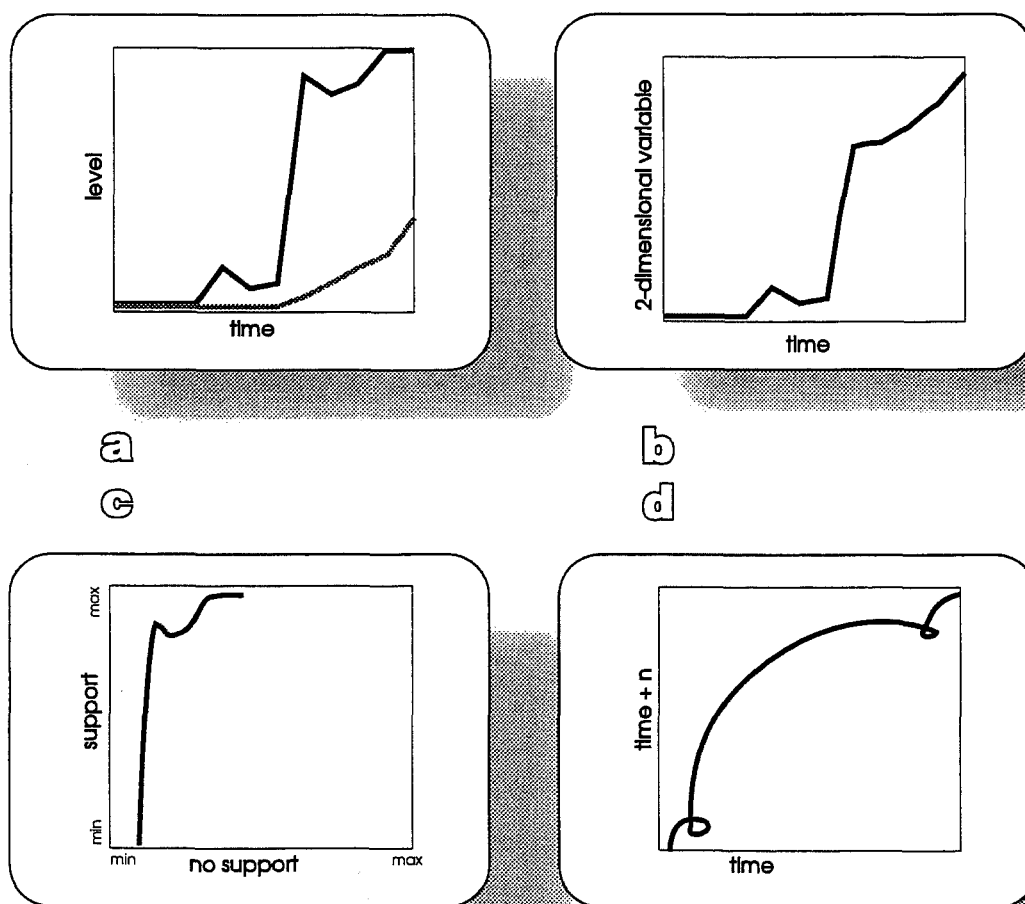 level
time
2-dimensional variable
time
a
b
c
d
max
support
min
min
no support
max
time + n
time